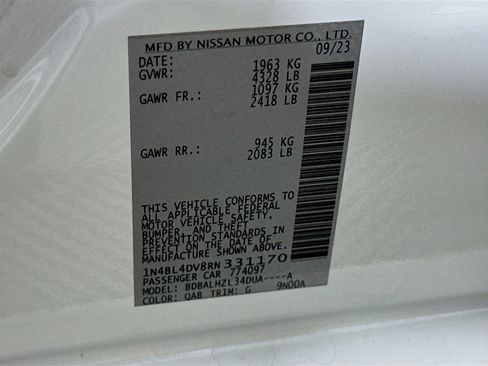 MFD BY NISSAN MOTOR CO., LTD.
DATE: 09/23
GVWR: 1963 KG
4328 LB
GAWR FR.: 1097 KG
2418 LB
GAWR RR.: 945 KG
2083 LB
THIS VEHICLE CONFORMS TO
ALL APPLICABLE FEDERAL
MOTOR VEHICLE SAFETY,
BUMPER, AND THEFT
PREVENTION STANDARDS IN
EFFECT ON THE DATE OF
MANUFACTURE SHOWN ABOVE.
1N4BL4DV8RN331170
PASSENGER CAR 774097
MODEL: BDBALHZL34DUA----A
COLOR: QAB TRIM: G 9N00A